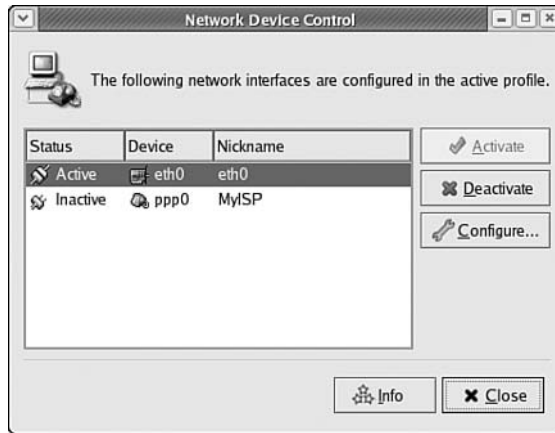 Network Device Control
The following network interfaces are configured in the active profile.
Status Device Nickname
Active eth0 eth0
Inactive ppp0 MyISP
Activate
Deactivate
Configure...
Info
Close